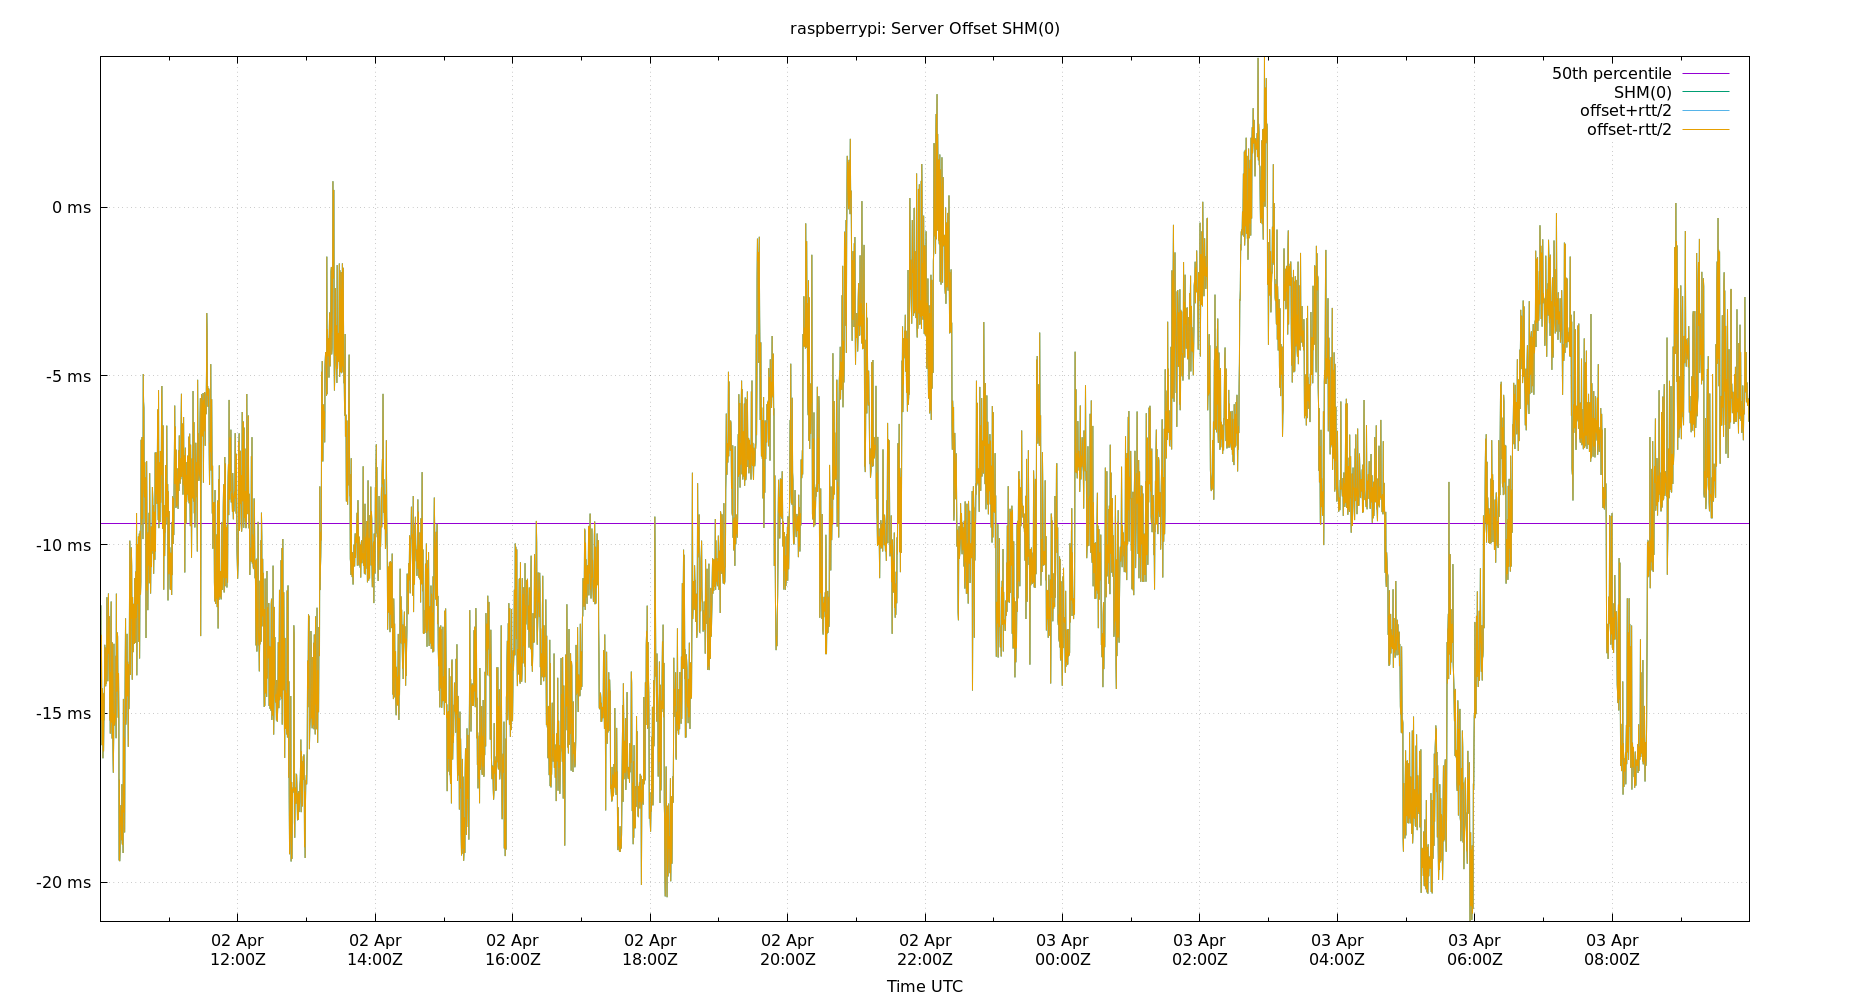 raspberrypi: Server Offset SHM(0)
50th percentile
SHM(0)
offset+rtt/2
offset-rtt/2
0 ms
-5 ms
-10 ms
-15 ms
-20 ms
02 Apr 02 Apr 02 Apr 02 Apr 02 Apr 02 Apr 03 Apr 03 Apr 03 Apr 03 Apr 03 Apr
12:00Z 14:00Z 16:00Z 18:00Z 20:00Z 22:00Z 00:00Z 02:00Z 04:00Z 06:00Z 08:00Z
Time UTC